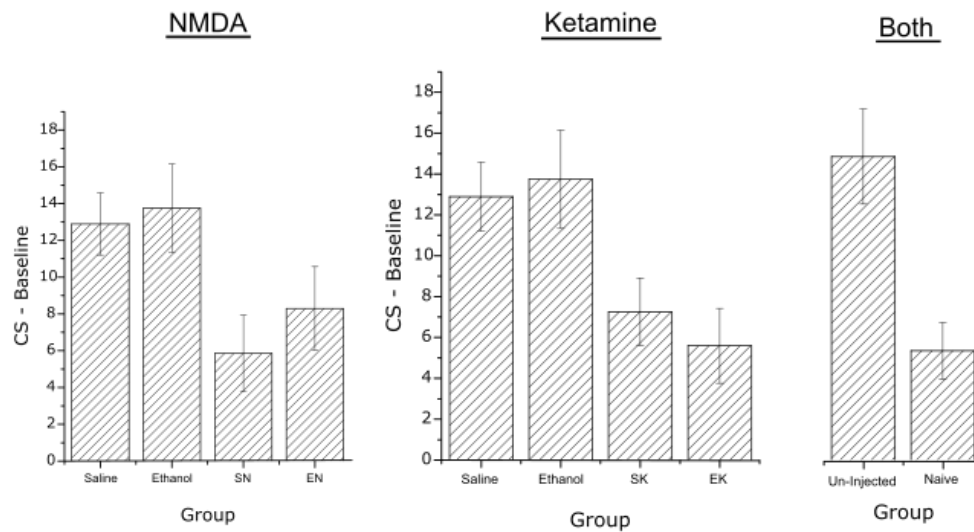 NMDA
CS - Baseline
18
16
14
12
10
8
6
4
2
0
Saline Ethanol SN EN
Group
Ketamine
CS - Baseline
18
16
14
12
10
8
6
4
2
0
Saline Ethanol SK EK
Group
Both
Un-Injected Naive
Group